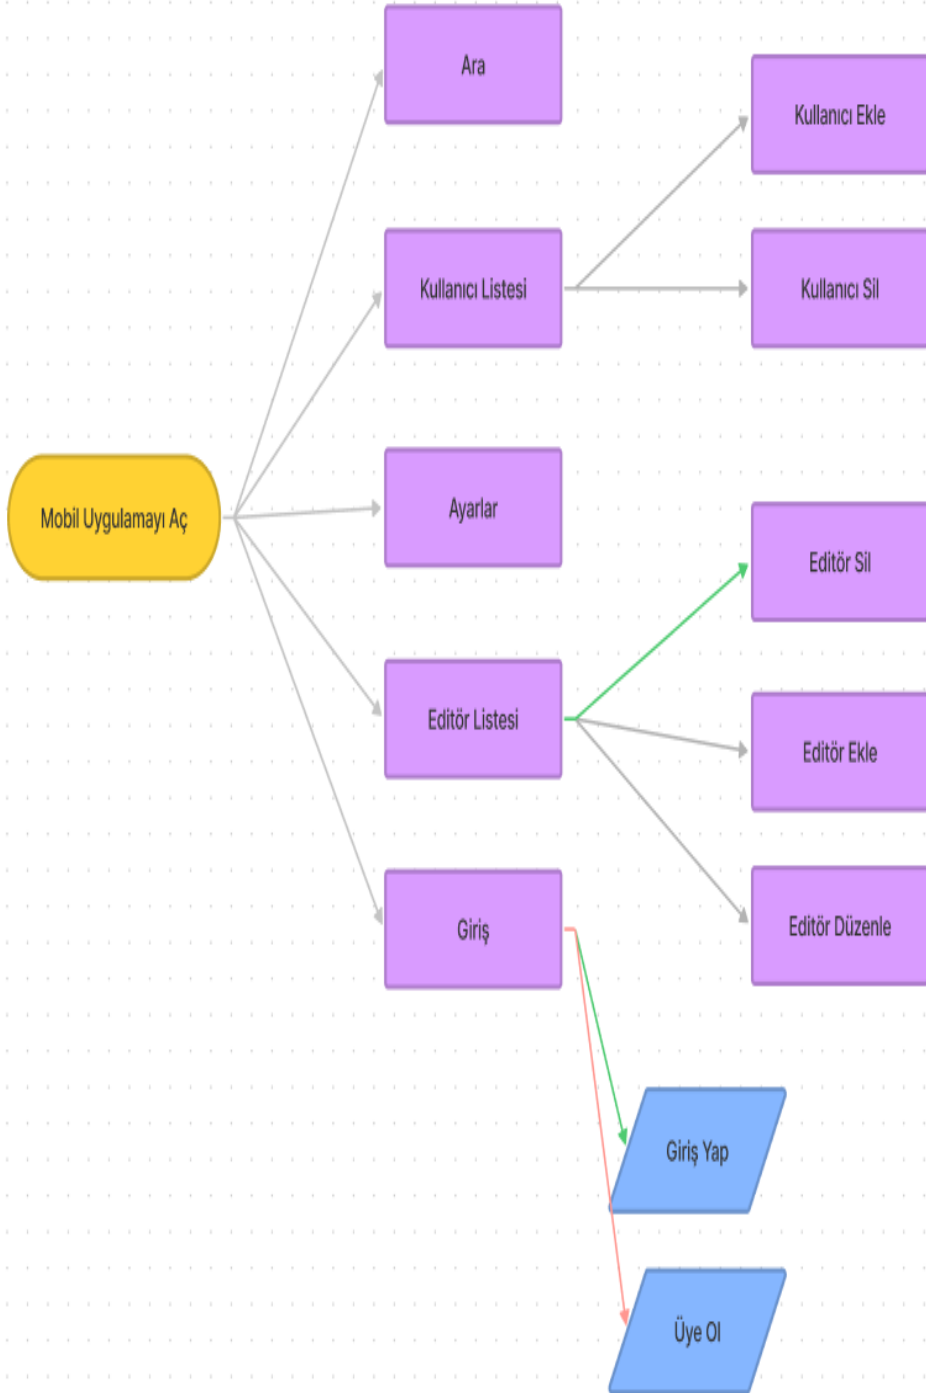 Ara
Kullanıcı Ekle
Kullanıcı Listesi
Kullanıcı Sil
Mobil Uygulamayı Aç
Ayarlar
Editör Sil
Editör Listesi
Editör Ekle
Giriş
Editör Düzenle
Giriş Yap
Üye Ol